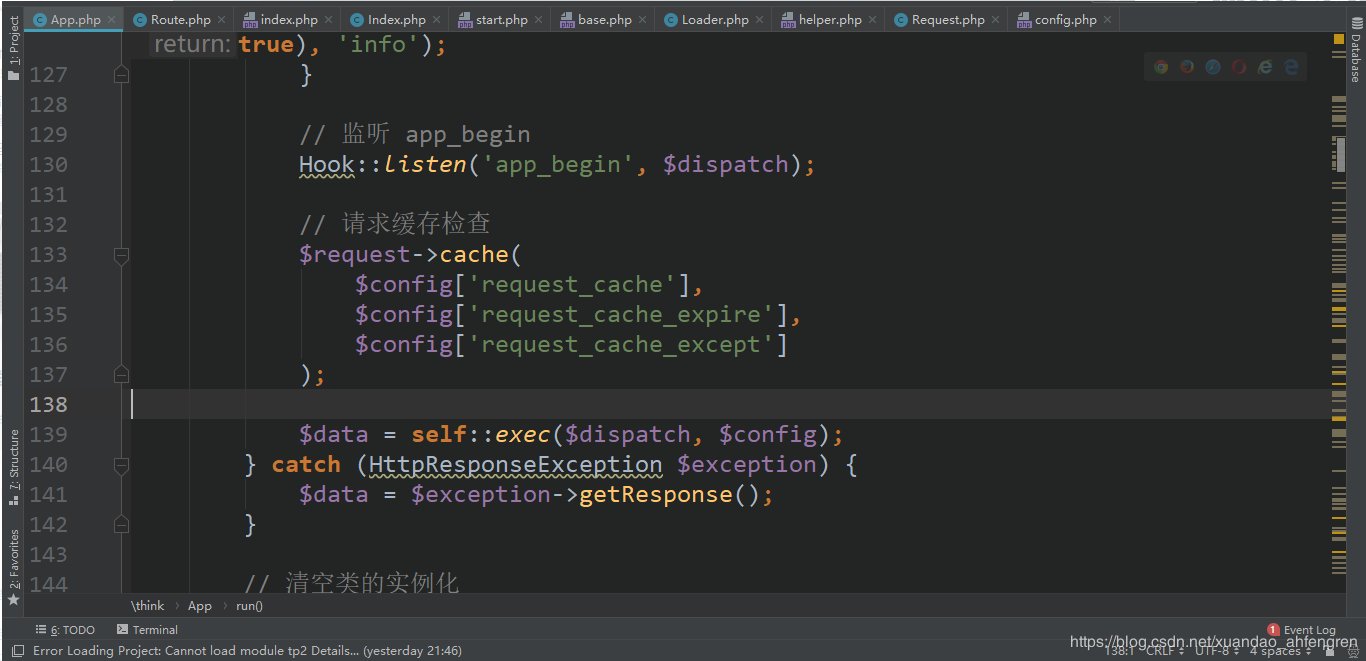 App.php Route.php index.php Index.php start.php base.php Loader.php helper.php Request.php config.php
1: Project
Database
return: true), 'info');
127 }
128
129 // 监听 app_begin
130 Hook::listen('app_begin', $dispatch);
131
132 // 请求缓存检查
133 $request->cache(
134 $config['request_cache'],
135 $config['request_cache_expire'],
136 $config['request_cache_except']
137 );
138
139 $data = self::exec($dispatch, $config);
140 } catch (HttpResponseException $exception) {
141 $data = $exception->getResponse();
142 }
143
144 // 清空类的实例化
7: Structure
2: Favorites
\think › App › run()
6: TODO Terminal
1 Event Log
Error Loading Project: Cannot load module tp2 Details... (yesterday 21:46)
138:1 CRLF UTF-8 4 spaces
https://blog.csdn.net/xuandao_ahfengren